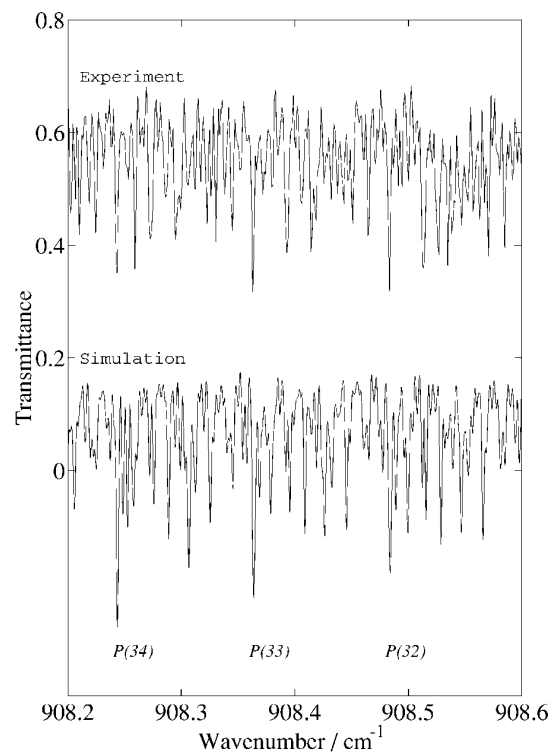 0.8
Experiment
0.6
0.4
Transmittance
0.2
Simulation
0
P(34) P(33) P(32)
908.2 908.3 908.4 908.5 908.6
Wavenumber / cm⁻¹